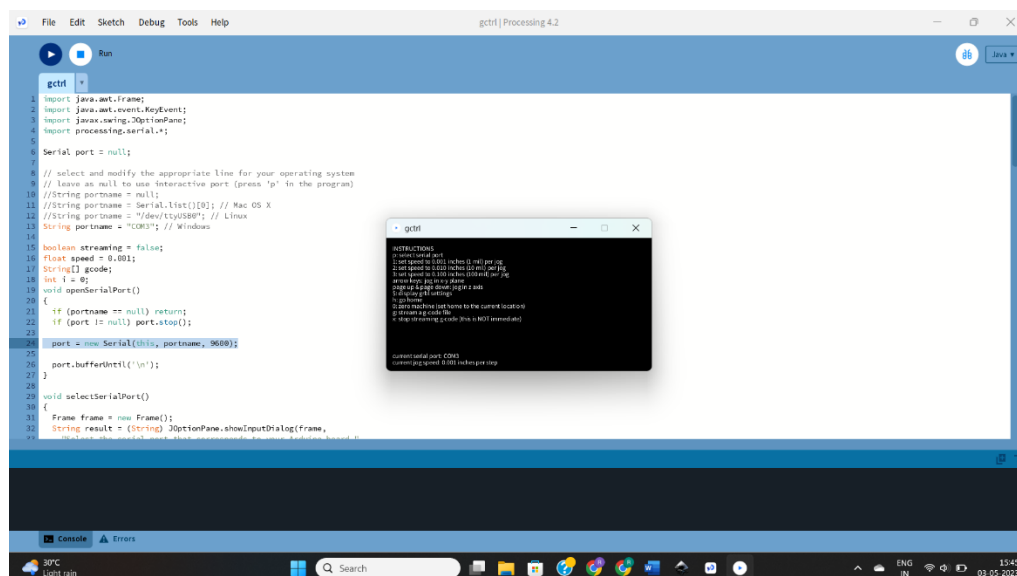 File Edit Sketch Debug Tools Help
gctrl | Processing 4.2
Run
Java
gctrl
1 import java.awt.Frame;
2 import java.awt.event.KeyEvent;
3 import javax.swing.JOptionPane;
4 import processing.serial.*;
5
6 Serial port = null;
7
8 // select and modify the appropriate line for your operating system
9 // leave as null to use interactive port (press 'p' in the program)
10 //String portname = null;
11 //String portname = Serial.list()[0]; // Mac OS X
12 //String portname = "/dev/ttyUSB0"; // Linux
13 String portname = "COM3"; // Windows
14
15 boolean streaming = false;
16 float speed = 0.001;
17 String[] gcode;
18 int i = 0;
19 void openSerialPort()
20 {
21 if (portname == null) return;
22 if (port != null) port.stop();
23
24 port = new Serial(this, portname, 9600);
25
26 port.bufferUntil('\n');
27 }
28
29 void selectSerialPort()
30 {
31 Frame frame = new Frame();
32 String result = (String) JOptionPane.showInputDialog(frame,
33 "Select the serial port that corresponds to your Arduino board."
gctrl
INSTRUCTIONS
p: select serial port
1: set speed to 0.001 inches (1 mil) per jog
2: set speed to 0.010 inches (10 mil) per jog
3: set speed to 0.100 inches (100 mil) per jog
arrow keys: jog in x-y plane
page up & page down: jog in z axis
$: display grbl settings
h: go home
0: zero machine (set home to the current location)
g: stream a g-code file
x: stop streaming g-code (this is NOT immediate)
current serial port: COM3
current jog speed: 0.001 inches per step
Console Errors
30°C
Light rain
Search
ENG
IN
15:45
03-05-2023